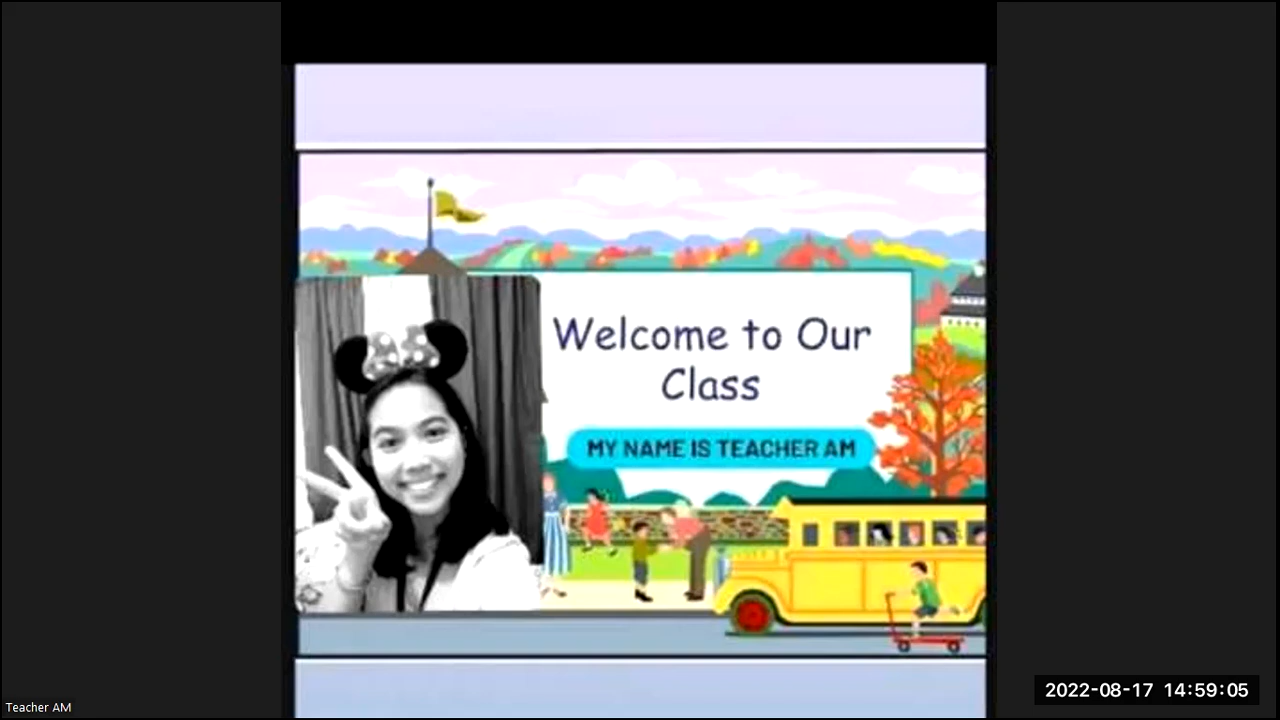 Welcome to Our
Class
MY NAME IS TEACHER AM
Teacher AM
2022-08-17 14:59:05